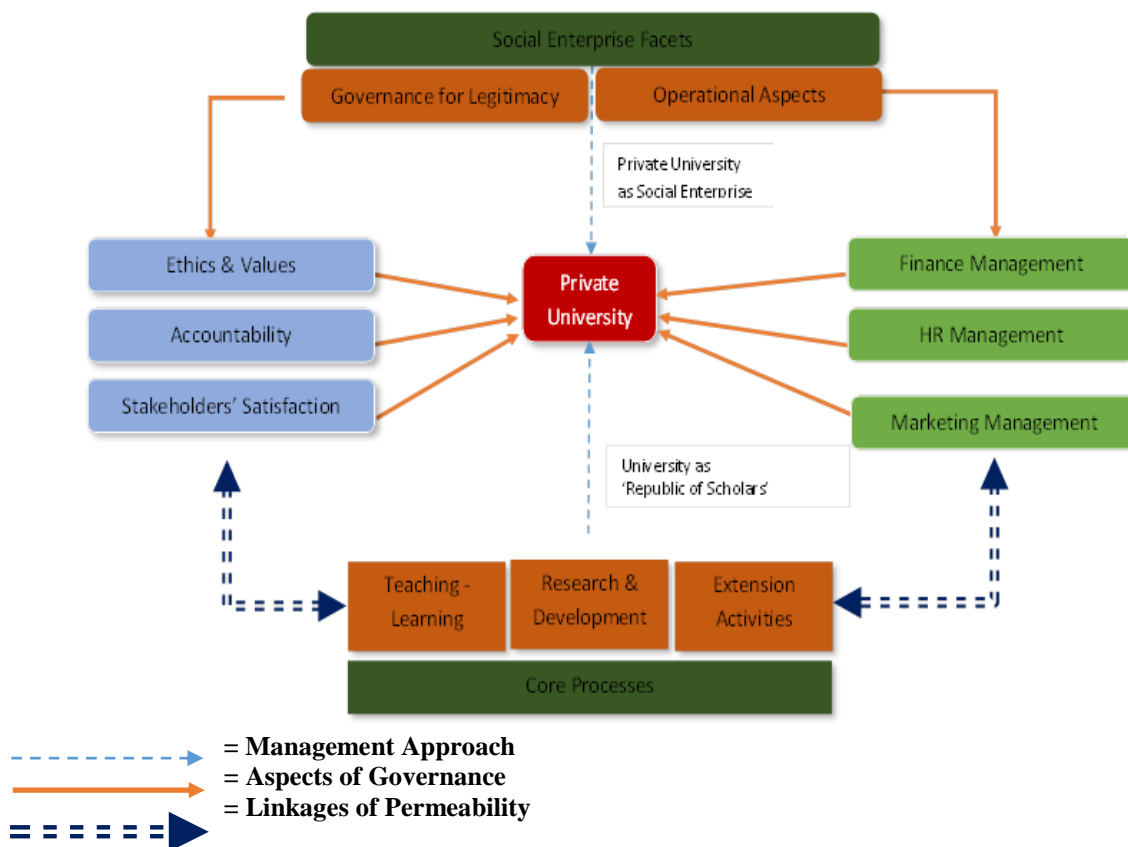 Social Enterprise Facets
Governance for Legitimacy
Operational Aspects
Private University
as Social Enterprise
Ethics & Values
Accountability
Stakeholders' Satisfaction
Private
University
Finance Management
HR Management
Marketing Management
University as
'Republic of Scholars'
Teaching -
Learning
Research &
Development
Extension
Activities
Core Processes
= Management Approach
= Aspects of Governance
= Linkages of Permeability